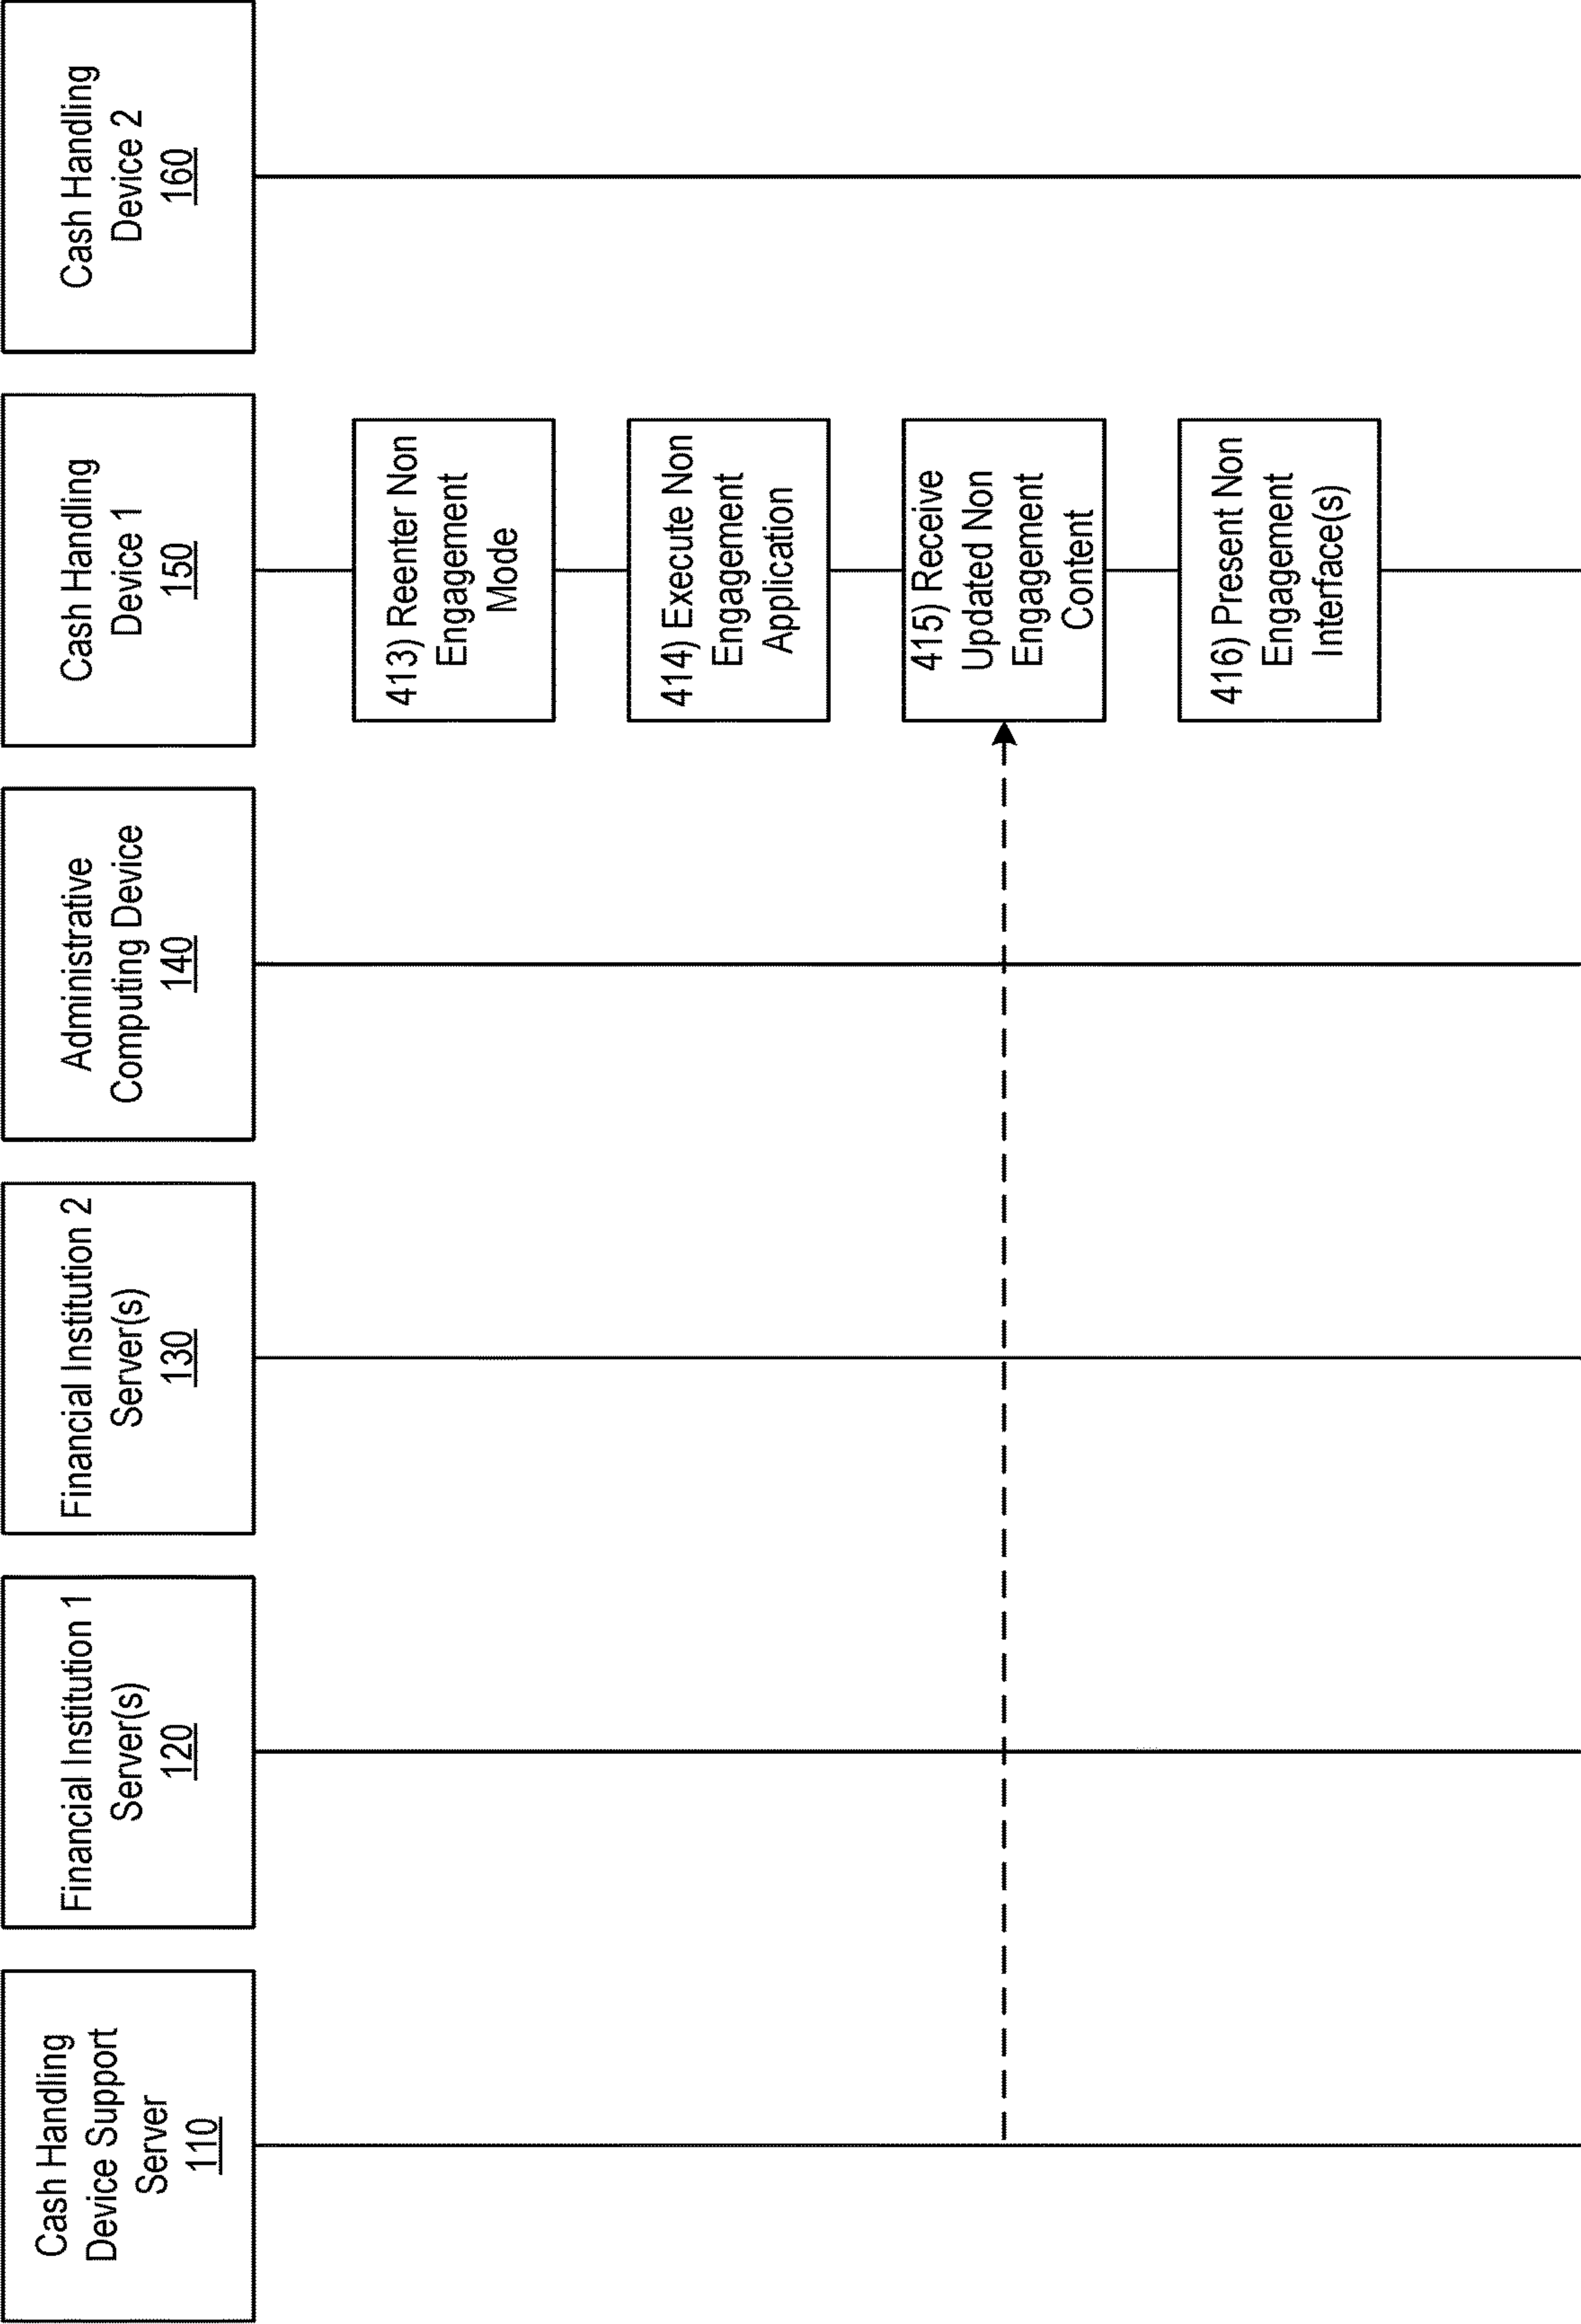 Cash Handling
Device Support
Server
110
Financial Institution 1
Server(s)
120
Financial Institution 2
Server(s)
130
Administrative
Computing Device
140
Cash Handling
Device 1
150
Cash Handling
Device 2
160
413) Reenter Non
Engagement
Mode
414) Execute Non
Engagement
Application
415) Receive
Updated Non
Engagement
Content
416) Present Non
Engagement
Interface(s)